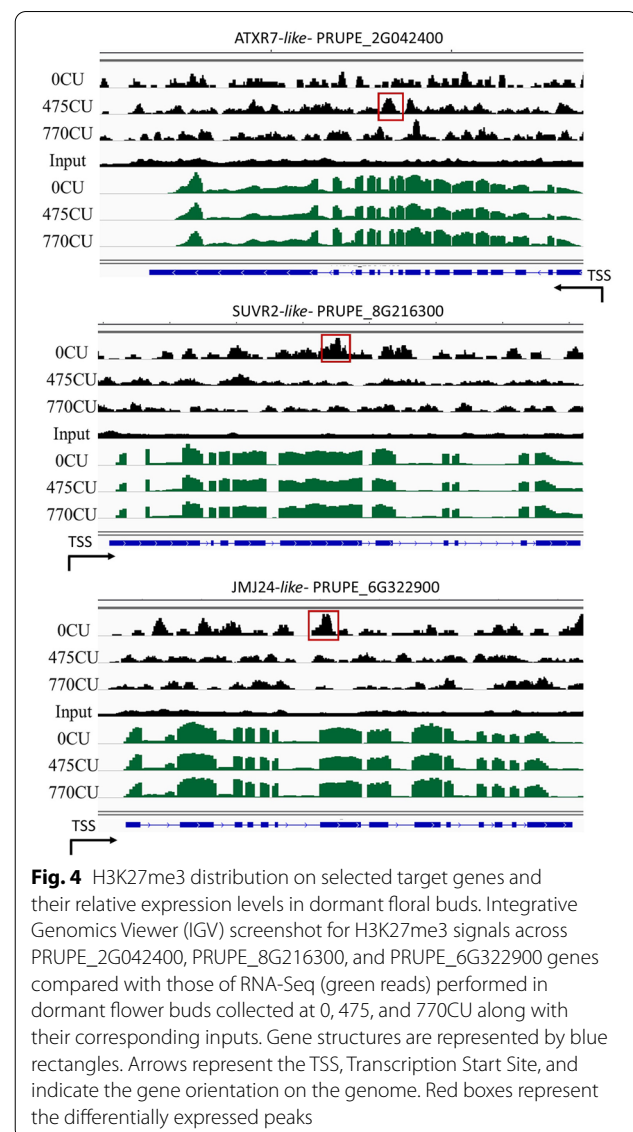 ATXR7-like- PRUPE_2G042400
0CU
475CU
770CU
Input
0CU
475CU
770CU
TSS
SUVR2-like- PRUPE_8G216300
0CU
475CU
770CU
Input
0CU
475CU
770CU
TSS
JMJ24-like- PRUPE_6G322900
0CU
475CU
770CU
Input
0CU
475CU
770CU
TSS
Fig. 4 H3K27me3 distribution on selected target genes and
their relative expression levels in dormant floral buds. Integrative
Genomics Viewer (IGV) screenshot for H3K27me3 signals across
PRUPE_2G042400, PRUPE_8G216300, and PRUPE_6G322900 genes
compared with those of RNA-Seq (green reads) performed in
dormant flower buds collected at 0, 475, and 770CU along with
their corresponding inputs. Gene structures are represented by blue
rectangles. Arrows represent the TSS, Transcription Start Site, and
indicate the gene orientation on the genome. Red boxes represent
the differentially expressed peaks